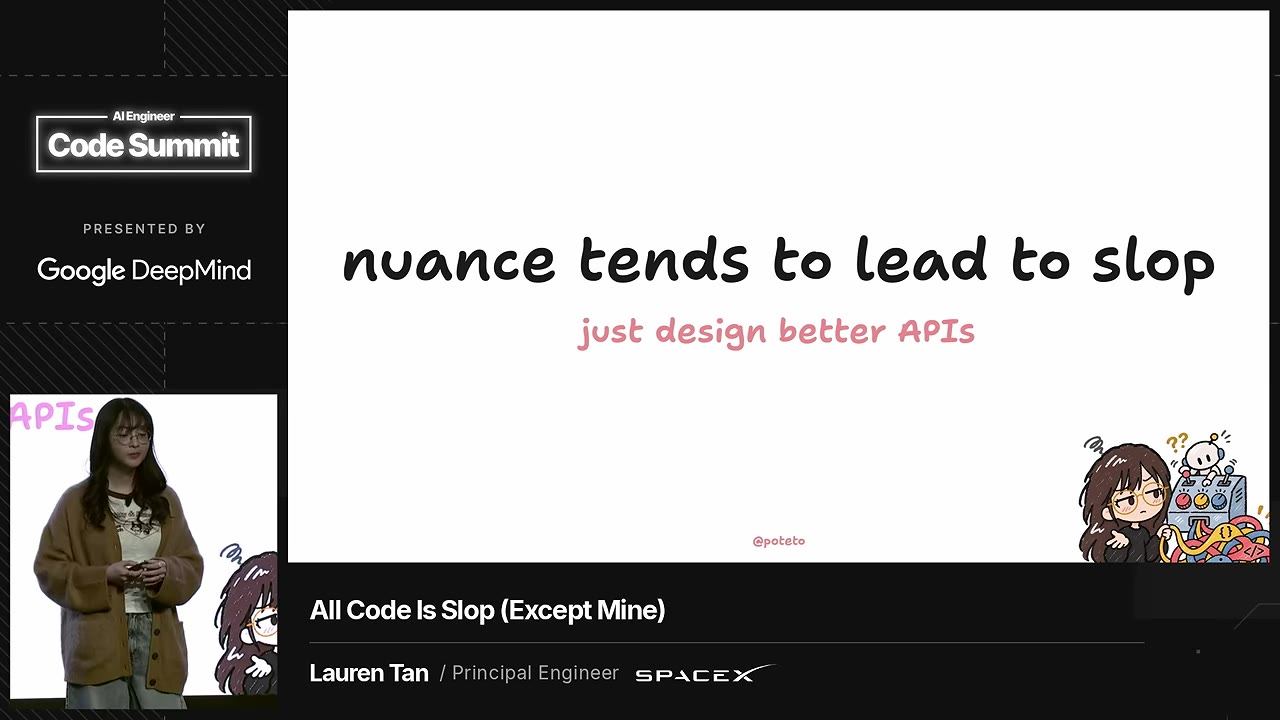 AI Engineer
Code Summit
PRESENTED BY
Google DeepMind
nuance tends to lead to slop
just design better APIs
??
@poteto
APIs
All Code Is Slop (Except Mine)
Lauren Tan / Principal Engineer SPACEX